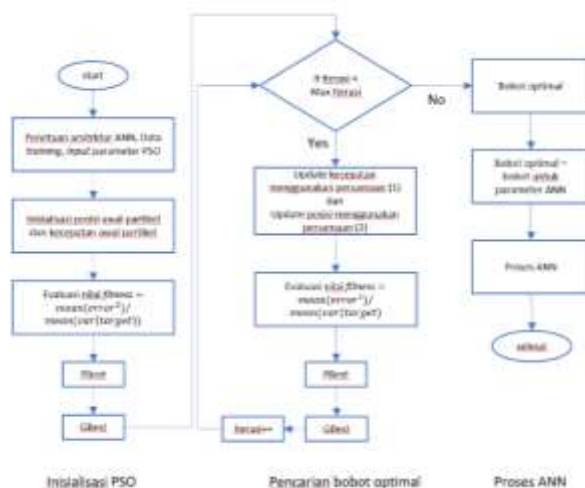 start
Penentuan arsitektur ANN, Data
training, input parameter PSO
Inisialisasi posisi awal partikel
dan kecepatan awal partikel
Evaluasi nilai fitness =
mean(error²)/
mean(var(target))
PBest
GBest
Inisialisasi PSO
If Iterasi <
Max Iterasi
No
Yes
Update kecepatan
menggunakan persamaan (1)
dan
Update posisi menggunakan
persamaan (2)
Evaluasi nilai fitness =
mean(error²)/
mean(var(target))
PBest
GBest
Iterasi++
Pencarian bobot optimal
Bobot optimal
Bobot optimal =
bobot untuk
parameter ANN
Proses ANN
selesai
Proses ANN